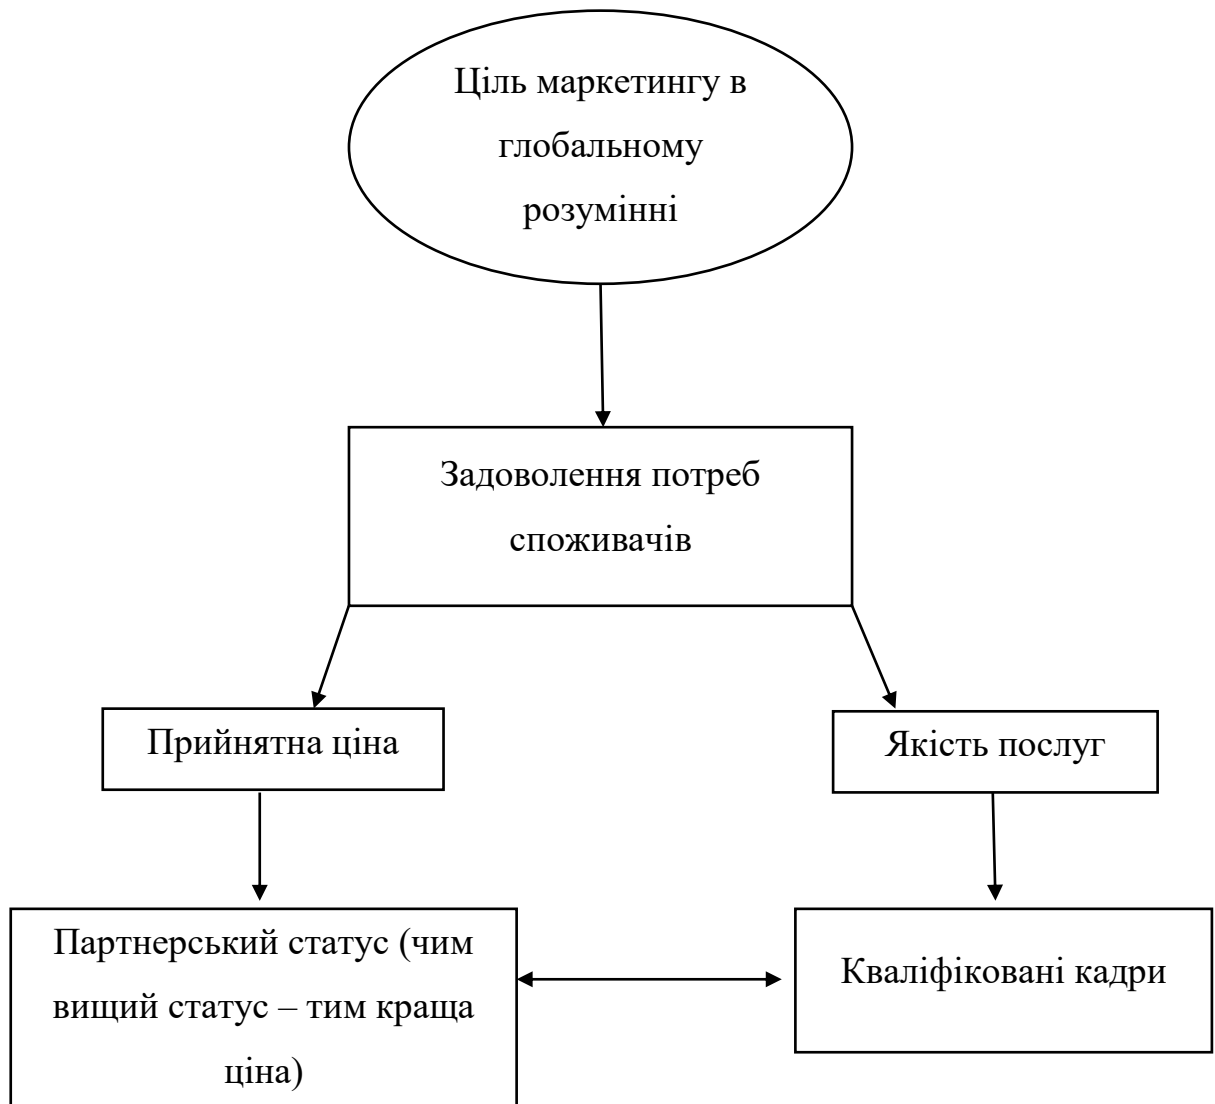 Ціль маркетингу в
глобальному
розумінні
Задоволення потреб
споживачів
Прийнятна ціна
Якість послуг
Партнерський статус (чим
вищий статус – тим краща
ціна)
Кваліфіковані кадри